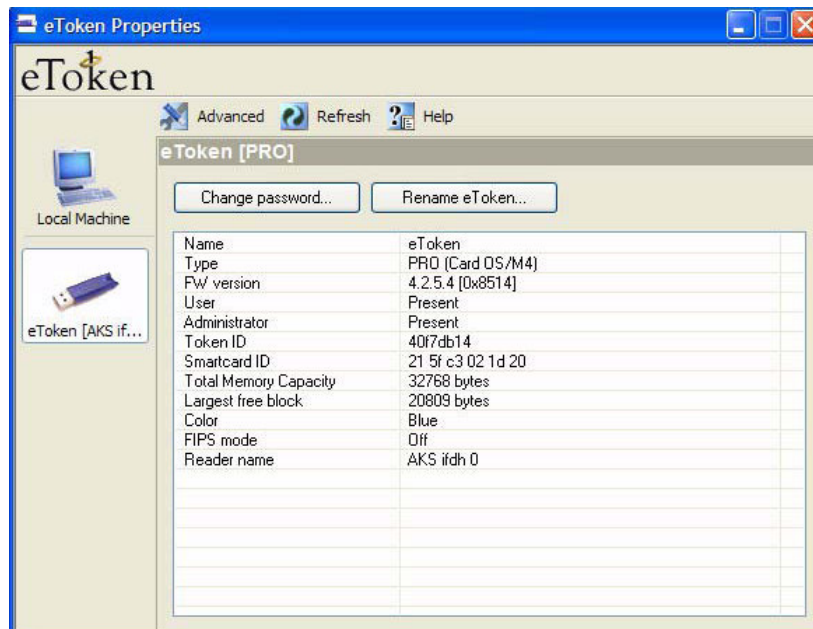 eToken Properties
eToken
Advanced Refresh Help
eToken [PRO]
Change password... Rename eToken...
Local Machine
eToken [AKS if...
Name eToken
Type PRO (Card OS/M4)
FW version 4.2.5.4 [0x8514]
User Present
Administrator Present
Token ID 40f7db14
Smartcard ID 21 5f c3 02 1d 20
Total Memory Capacity 32768 bytes
Largest free block 20809 bytes
Color Blue
FIPS mode Off
Reader name AKS ifdh 0